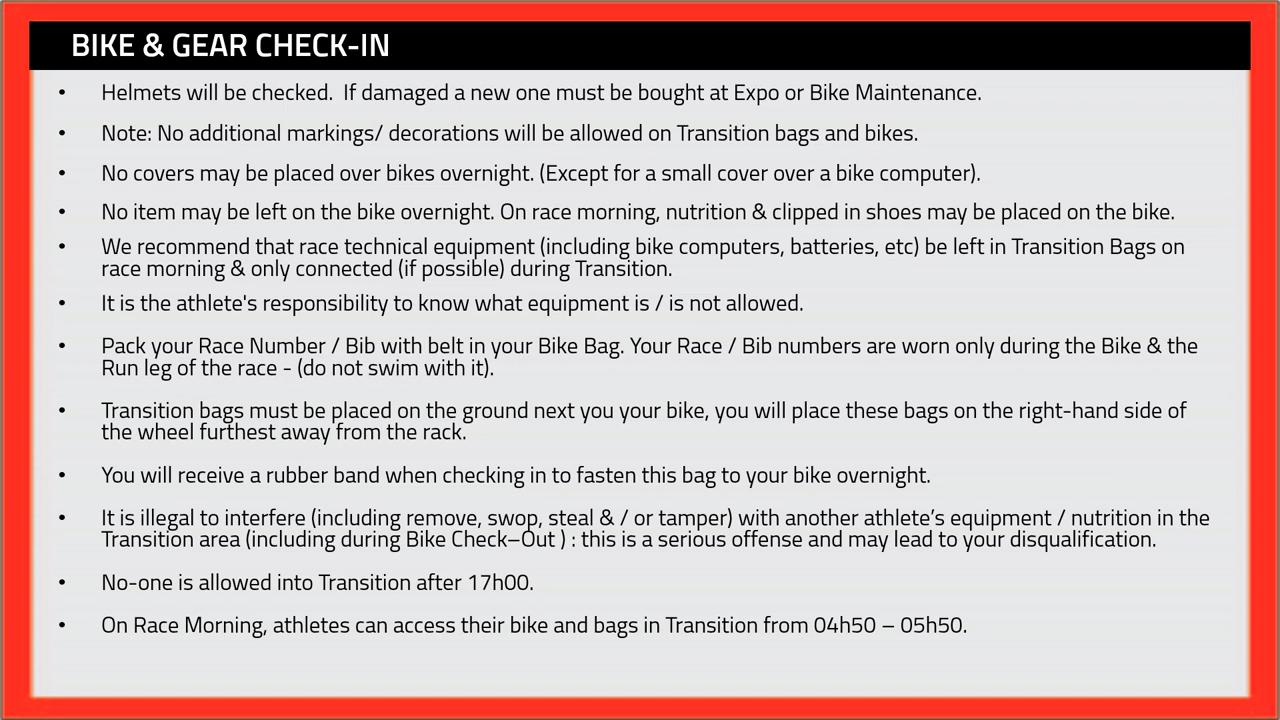 BIKE & GEAR CHECK-IN
• Helmets will be checked.  If damaged a new one must be bought at Expo or Bike Maintenance.
• Note: No additional markings/ decorations will be allowed on Transition bags and bikes.
• No covers may be placed over bikes overnight. (Except for a small cover over a bike computer).
• No item may be left on the bike overnight. On race morning, nutrition & clipped in shoes may be placed on the bike.
• We recommend that race technical equipment (including bike computers, batteries, etc) be left in Transition Bags on
race morning & only connected (if possible) during Transition.
• It is the athlete's responsibility to know what equipment is / is not allowed.
• Pack your Race Number / Bib with belt in your Bike Bag. Your Race / Bib numbers are worn only during the Bike & the
Run leg of the race - (do not swim with it).
• Transition bags must be placed on the ground next you your bike, you will place these bags on the right-hand side of
the wheel furthest away from the rack.
• You will receive a rubber band when checking in to fasten this bag to your bike overnight.
• It is illegal to interfere (including remove, swop, steal & / or tamper) with another athlete’s equipment / nutrition in the
Transition area (including during Bike Check–Out ) : this is a serious offense and may lead to your disqualification.
• No-one is allowed into Transition after 17h00.
• On Race Morning, athletes can access their bike and bags in Transition from 04h50 – 05h50.